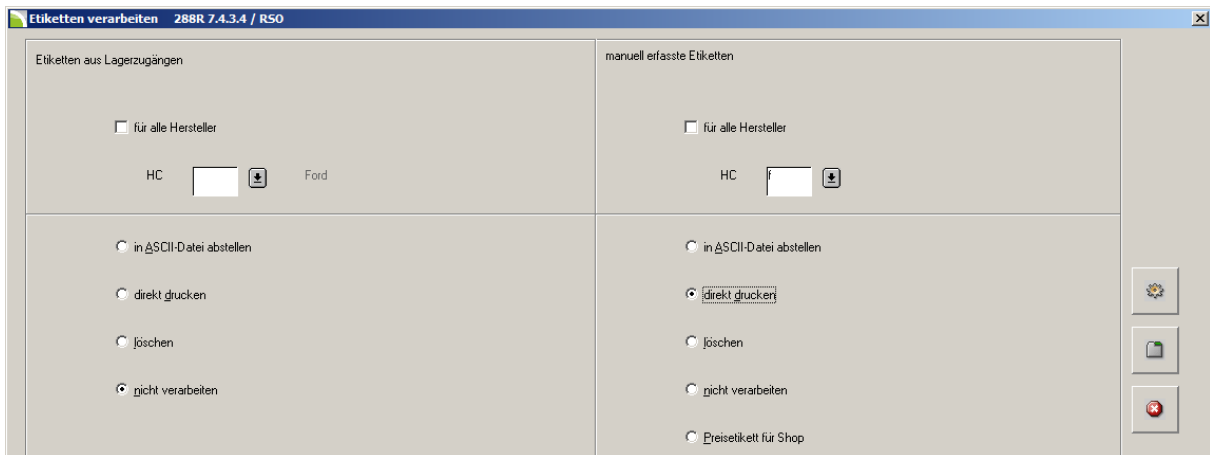 Etiketten verarbeiten 288R 7.4.3.4 / RSO
Etiketten aus Lagerzugängen
für alle Hersteller
HC
Ford
in ASCII-Datei abstellen
direkt drucken
löschen
nicht verarbeiten
manuell erfasste Etiketten
für alle Hersteller
HC f
in ASCII-Datei abstellen
direkt drucken
löschen
nicht verarbeiten
Preisetikett für Shop